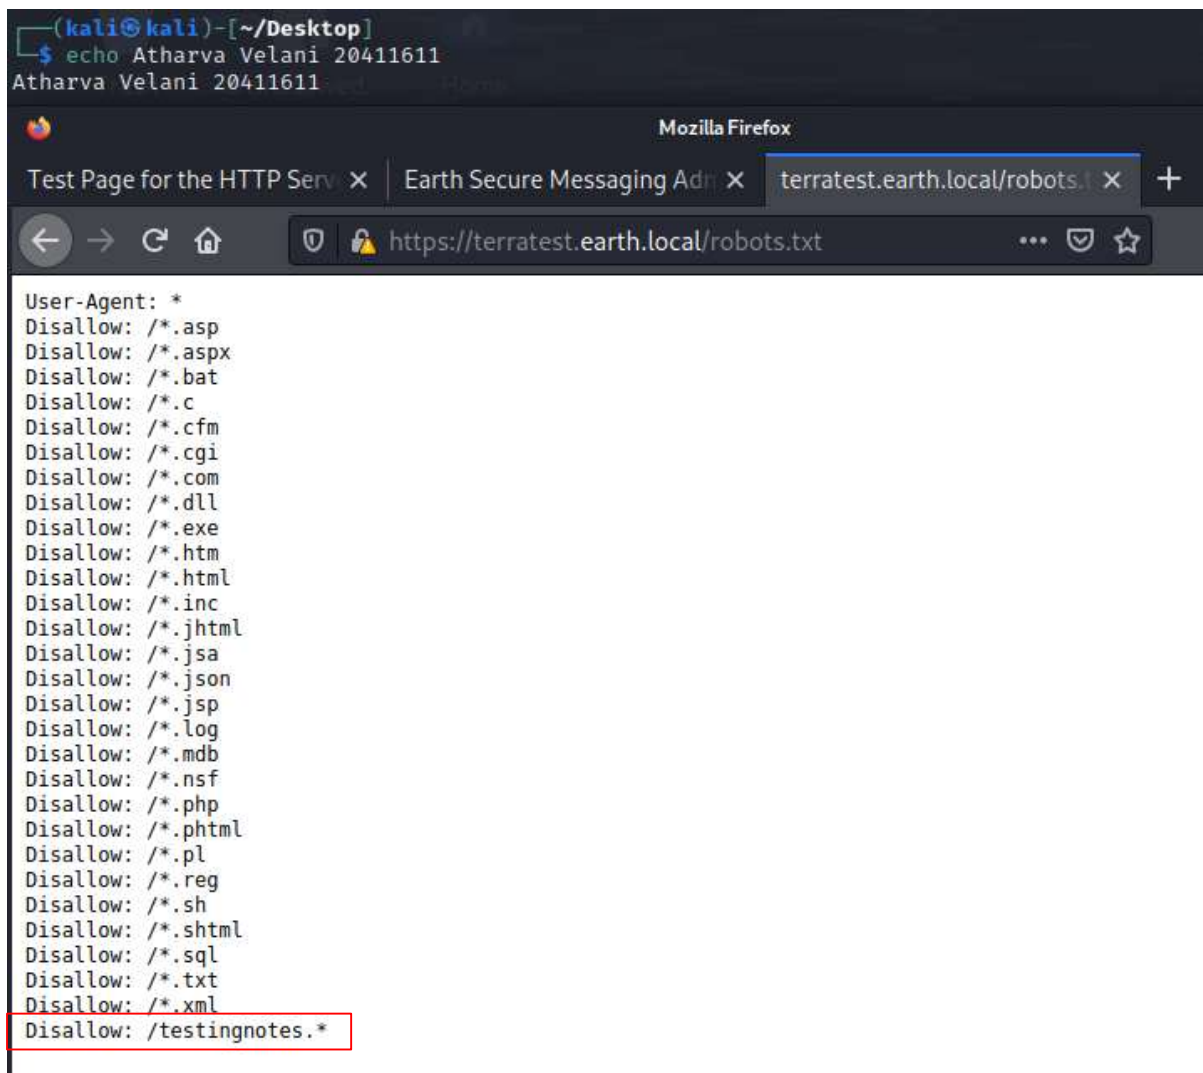 (kali㉿kali)-[~/Desktop]
$ echo Atharva Velani 20411611
Atharva Velani 20411611
Mozilla Firefox
Test Page for the HTTP Serv
Earth Secure Messaging Adm
terratest.earth.local/robots.t
https://terratest.earth.local/robots.txt
User-Agent: *
Disallow: /*.asp
Disallow: /*.aspx
Disallow: /*.bat
Disallow: /*.c
Disallow: /*.cfm
Disallow: /*.cgi
Disallow: /*.com
Disallow: /*.dll
Disallow: /*.exe
Disallow: /*.htm
Disallow: /*.html
Disallow: /*.inc
Disallow: /*.jhtml
Disallow: /*.jsa
Disallow: /*.json
Disallow: /*.jsp
Disallow: /*.log
Disallow: /*.mdb
Disallow: /*.nsf
Disallow: /*.php
Disallow: /*.phtml
Disallow: /*.pl
Disallow: /*.reg
Disallow: /*.sh
Disallow: /*.shtml
Disallow: /*.sql
Disallow: /*.txt
Disallow: /*.xml
Disallow: /testingnotes.*